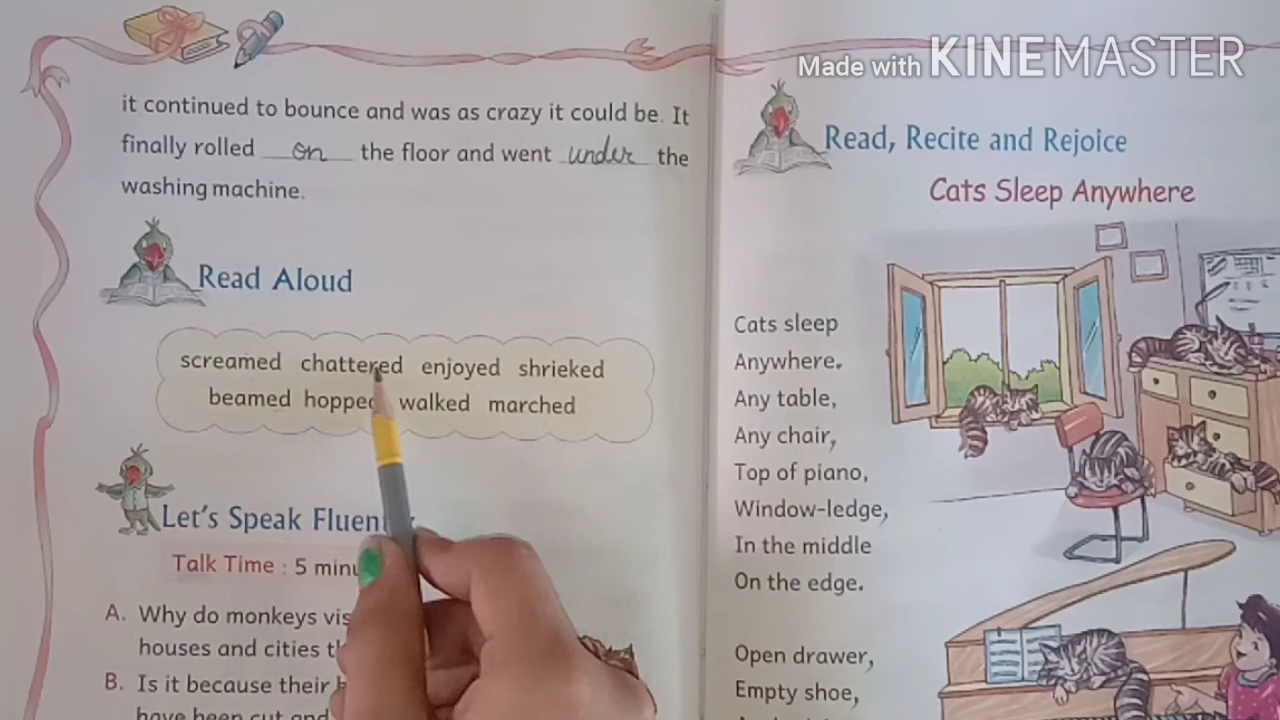 Made with KINEMASTER
it continued to bounce and was as crazy it could be. It
finally rolled on the floor and went under the
washing machine.
Read Aloud
screamed chattered enjoyed shrieked
beamed hopped walked marched
Let's Speak
Talk Time : 5
A. Why do monkeys
houses and cities
B. Is it because their
have been cut and
Read, Recite and Rejoice
Cats Sleep Anywhere
Cats sleep
Anywhere.
Any table,
Any chair,
Top of piano,
Window-ledge,
In the middle
On the edge.
Open drawer,
Empty shoe,